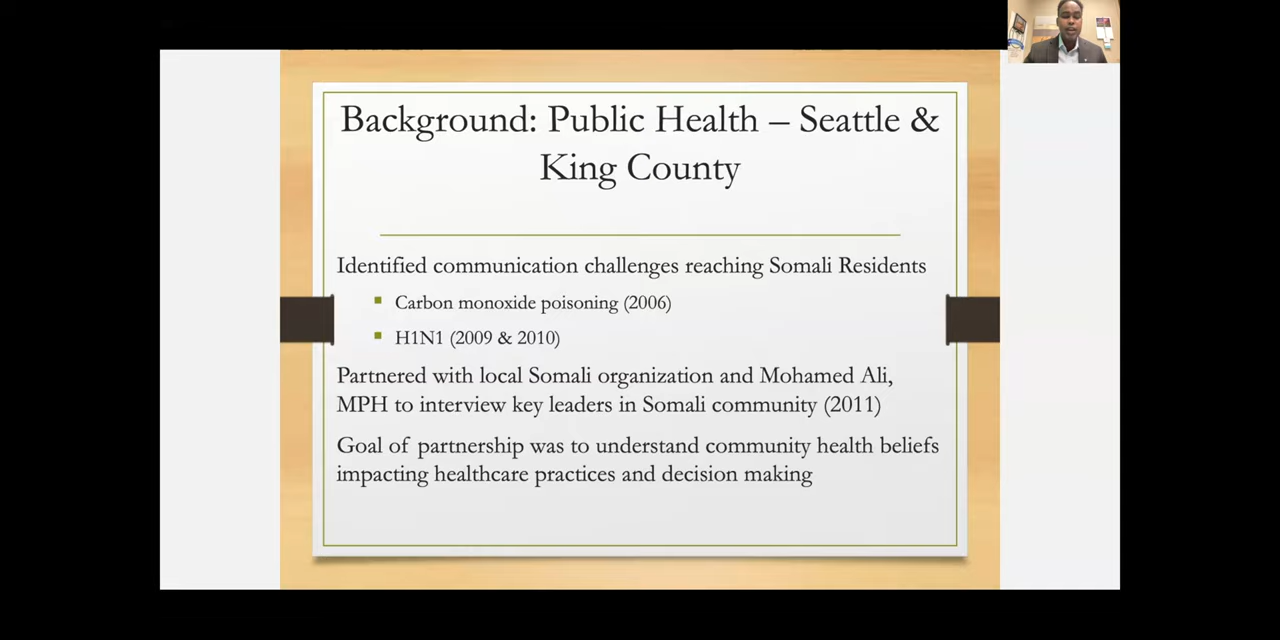 Background: Public Health – Seattle &
King County
Identified communication challenges reaching Somali Residents
Carbon monoxide poisoning (2006)
H1N1 (2009 & 2010)
Partnered with local Somali organization and Mohamed Ali,
MPH to interview key leaders in Somali community (2011)
Goal of partnership was to understand community health beliefs
impacting healthcare practices and decision making